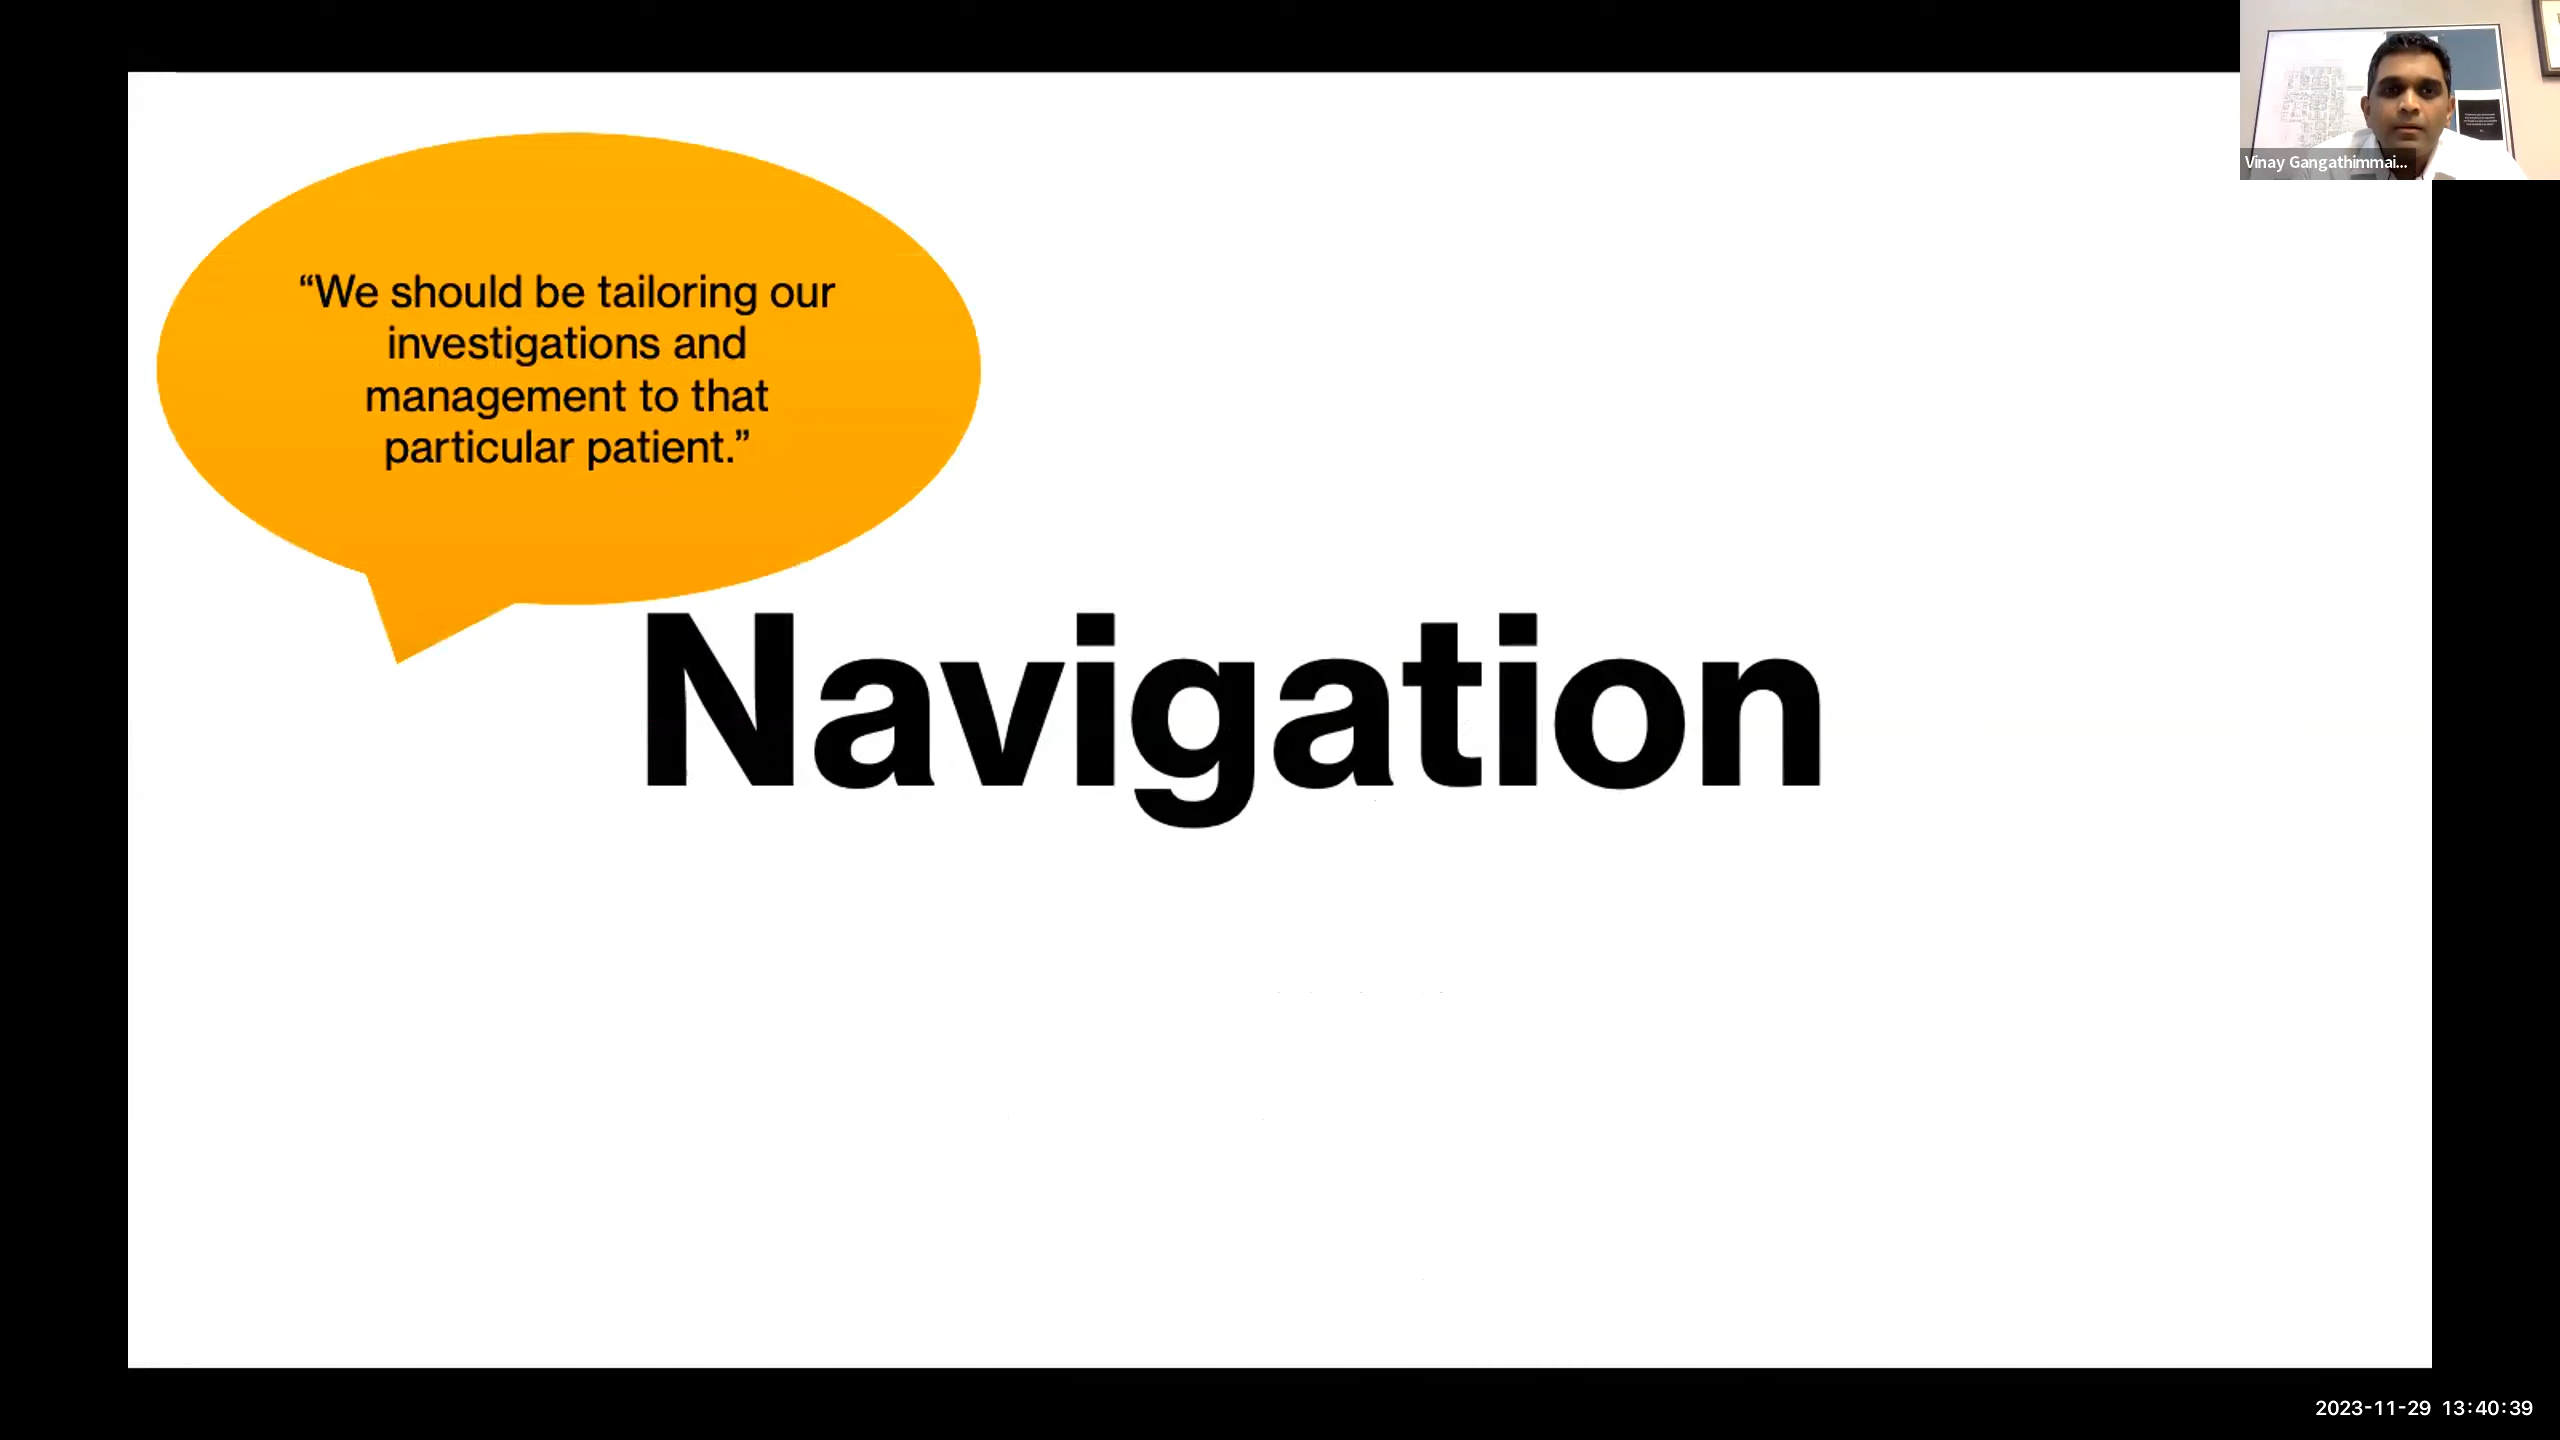 Vinay Gangathimmai...
“We should be tailoring our
investigations and
management to that
particular patient.”
Navigation
2023-11-29 13:40:39